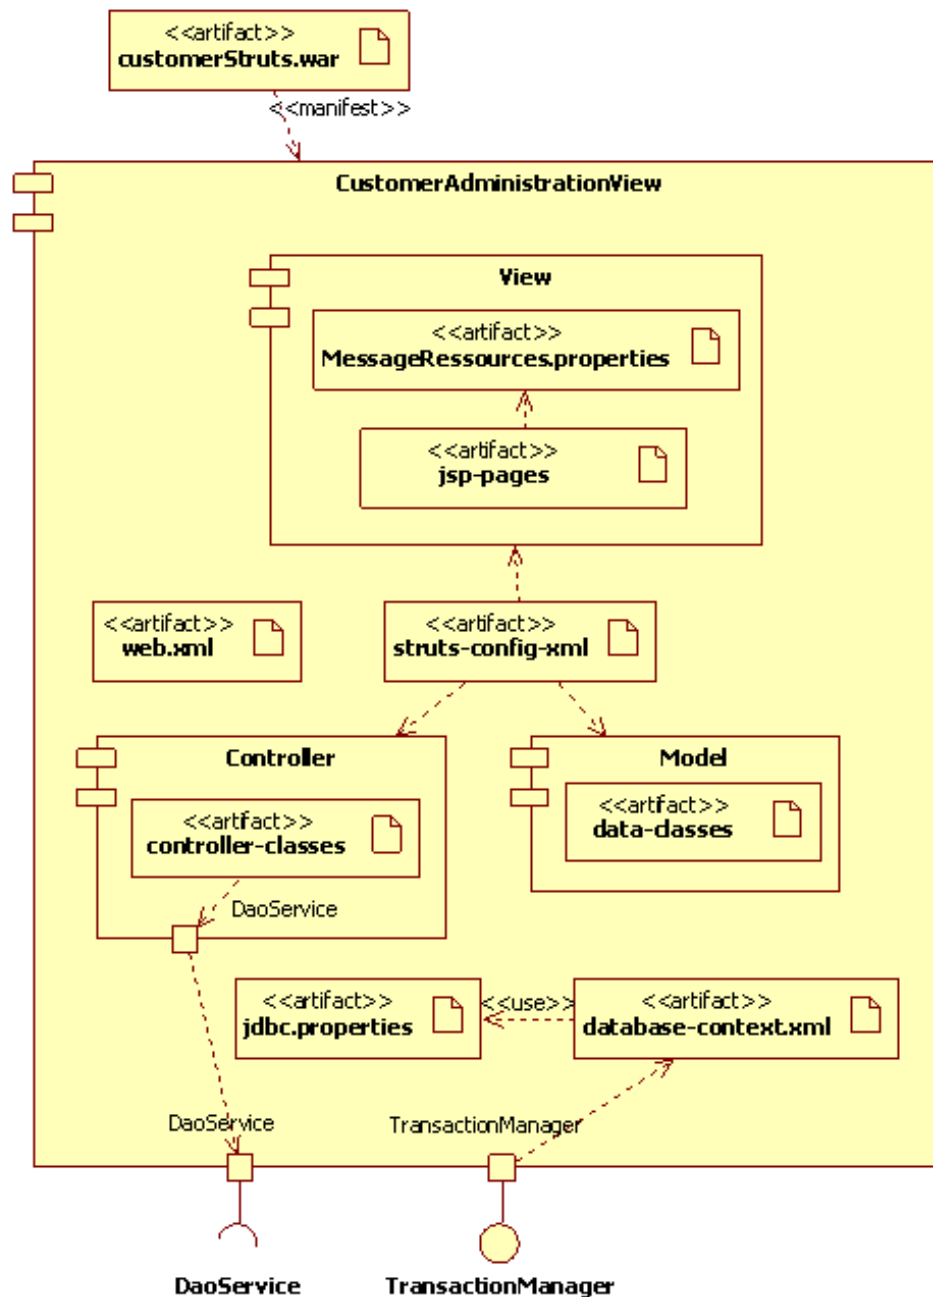 <<artifact>>
customerStruts.war
<<manifest>>
CustomerAdministrationView
View
<<artifact>>
MessageRessources.properties
<<artifact>>
jsp-pages
<<artifact>>
web.xml
<<artifact>>
struts-config-xml
Controller
Model
<<artifact>>
controller-classes
<<artifact>>
data-classes
DaoService
<<artifact>>
jdbc.properties
<<use>>
<<artifact>>
database-context.xml
DaoService
TransactionManager
DaoService
TransactionManager